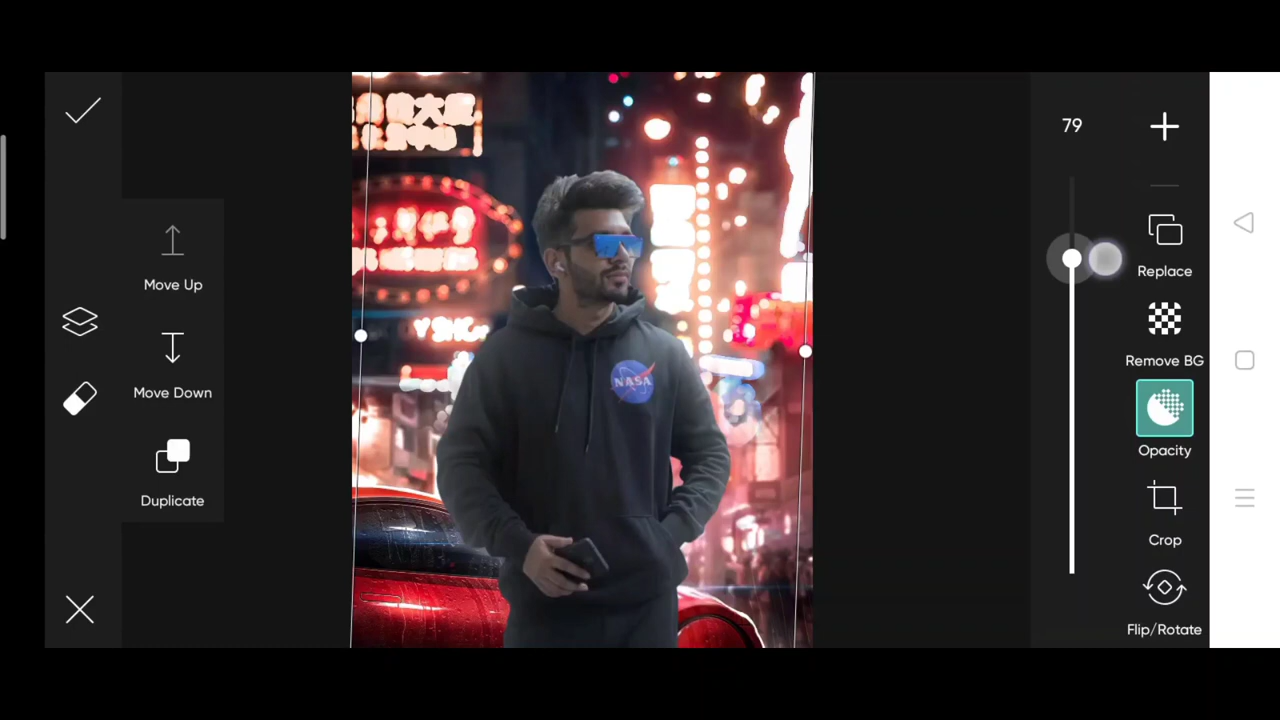 79
Move Up
Move Down
Duplicate
Replace
Remove BG
Opacity
Crop
Flip/Rotate
NASA